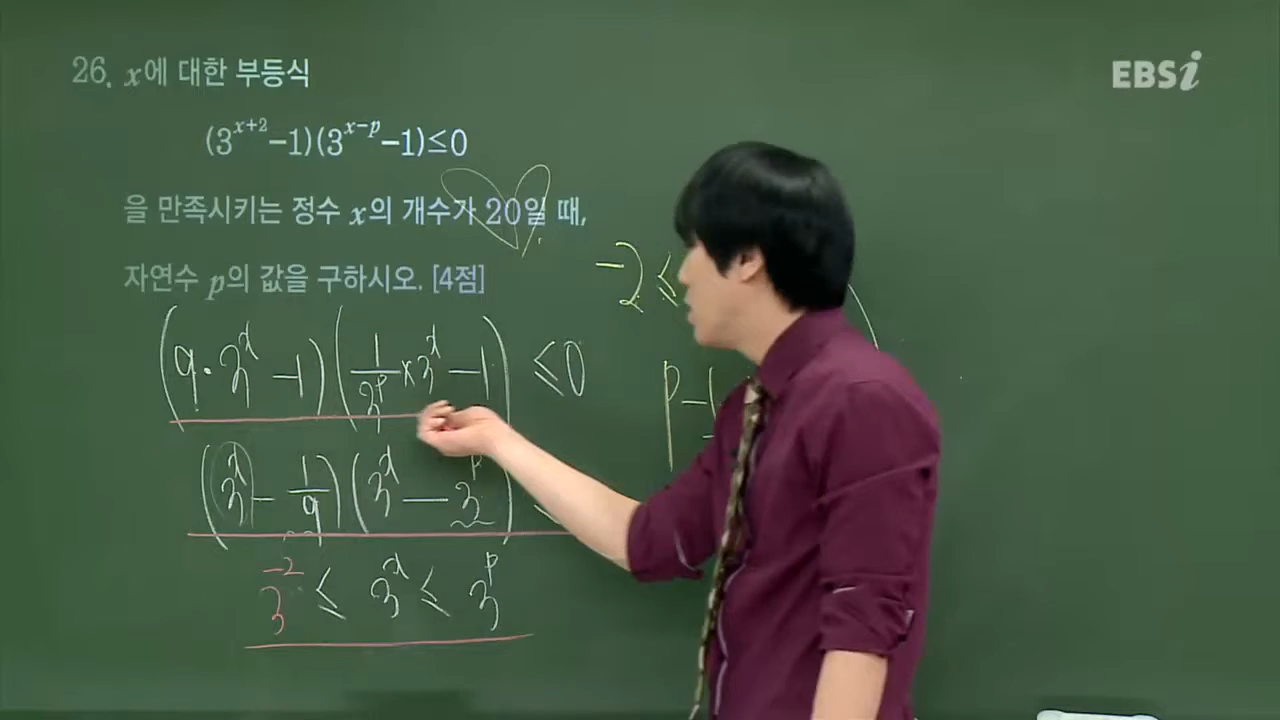 26. x에 대한 부등식
EBSi
(3^{x+2}-1)(3^{x-p}-1)≤0
을 만족시키는 정수 x의 개수가 20일 때,
자연수 p의 값을 구하시오. [4점]
-2≤
(9·3^x-1)(1/3^p×3^x-1)≤0
p-
(3^x-1/9)(3^x-3^p)
3^{-2}≤3^x≤3^p